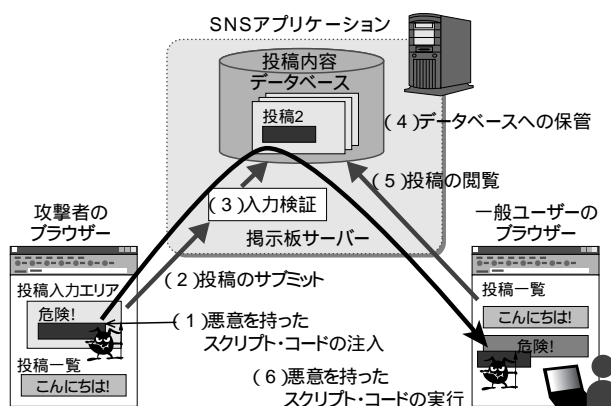 SNSアプリケーション
投稿内容
データベース
投稿2
(4)データベースへの保管
(5)投稿の閲覧
(3)入力検証
掲示板サーバー
攻撃者の
ブラウザー
一般ユーザーの
ブラウザー
(2)投稿のサブミット
投稿入力エリア
危険!
(1)悪意を持った
スクリプト・コードの注入
投稿一覧
こんにちは!
投稿一覧
こんにちは!
危険!
(6)悪意を持った
スクリプト・コードの実行